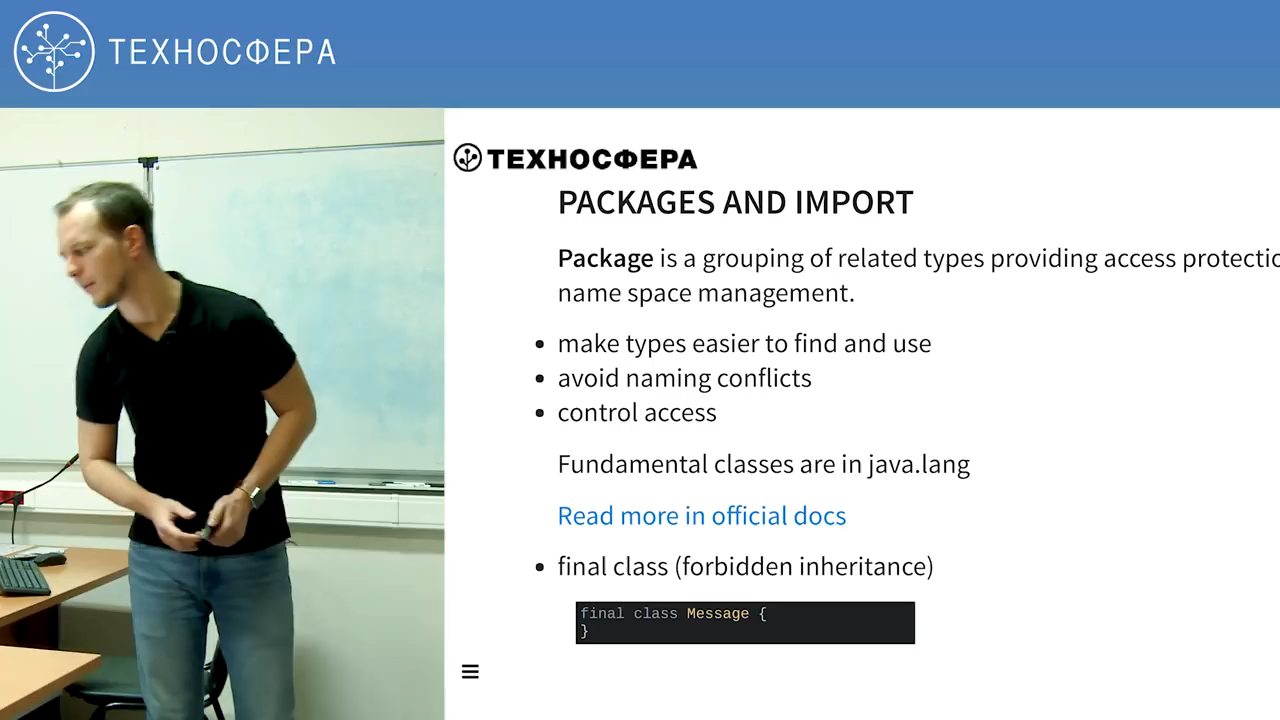 ТЕХНОСФЕРА
ТЕХНОСФЕРА
PACKAGES AND IMPORT
Package is a grouping of related types providing access
name space management.
• make types easier to find and use
• avoid naming conflicts
• control access
Fundamental classes are in java.lang
Read more in official docs
• final class (forbidden inheritance)
final class Message {
}